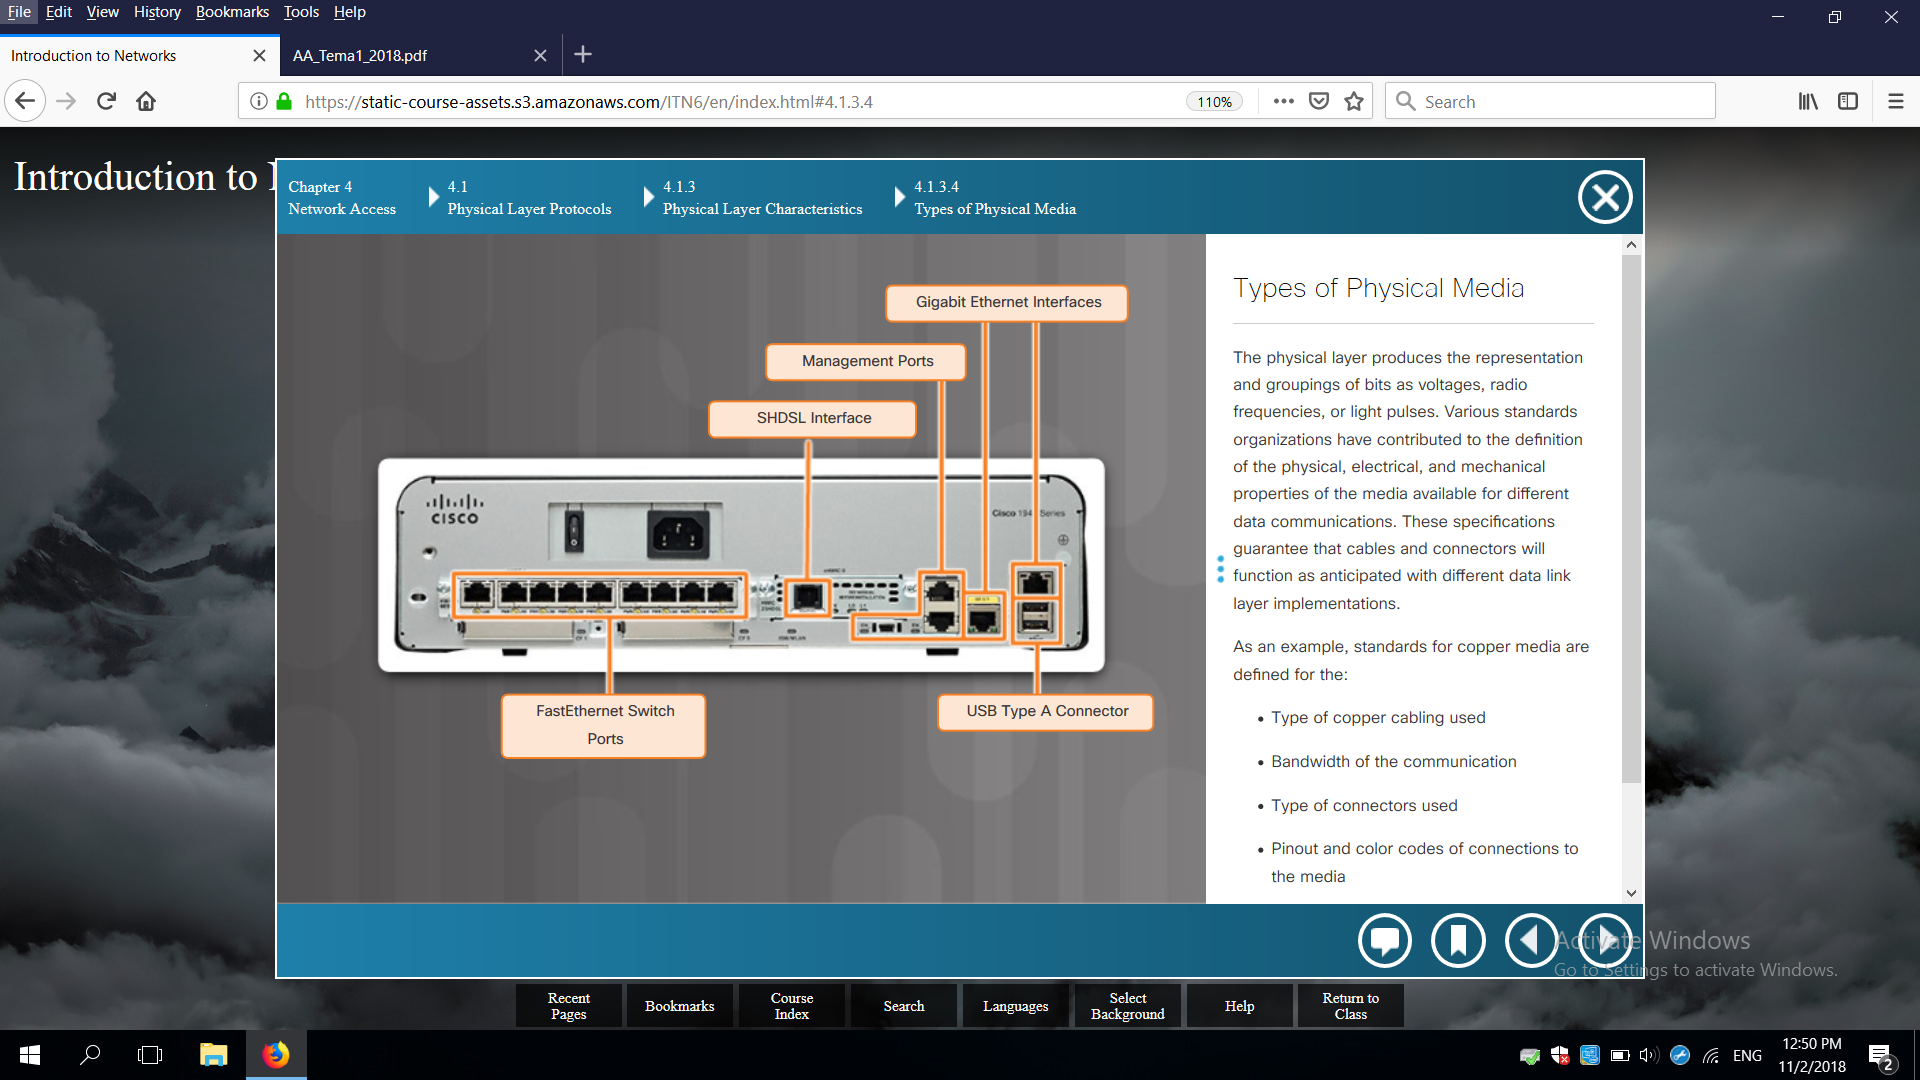 File Edit View History Bookmarks Tools Help
Introduction to Networks
AA_Tema1_2018.pdf
https://static-course-assets.s3.amazonaws.com/ITN6/en/index.html#4.1.3.4
110%
Search
Introduction to
Chapter 4
Network Access
4.1
Physical Layer Protocols
4.1.3
Physical Layer Characteristics
4.1.3.4
Types of Physical Media
Gigabit Ethernet Interfaces
Management Ports
SHDSL Interface
CISCO
Cisco 194 Series
FastEthernet Switch
Ports
USB Type A Connector
Types of Physical Media
The physical layer produces the representation
and groupings of bits as voltages, radio
frequencies, or light pulses. Various standards
organizations have contributed to the definition
of the physical, electrical, and mechanical
properties of the media available for different
data communications. These specifications
guarantee that cables and connectors will
function as anticipated with different data link
layer implementations.
As an example, standards for copper media are
defined for the:
• Type of copper cabling used
• Bandwidth of the communication
• Type of connectors used
• Pinout and color codes of connections to
the media
Activate Windows
Go to Settings to activate Windows.
Recent
Pages
Bookmarks
Course
Index
Search
Languages
Select
Background
Help
Return to
Class
ENG
12:50 PM
11/2/2018
2